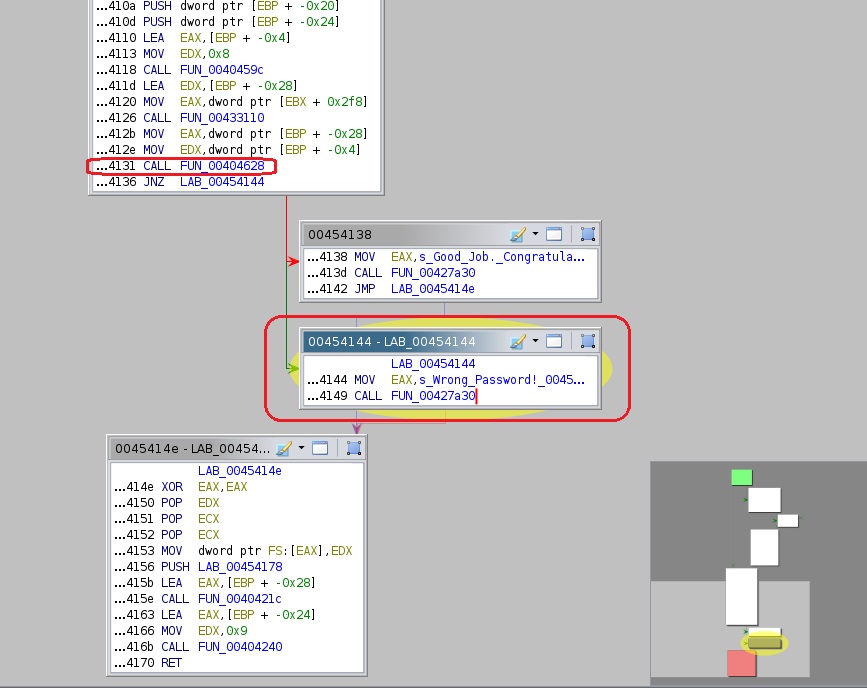 ...410a PUSH dword ptr [EBP + -0x20]
...410d PUSH dword ptr [EBP + -0x24]
...4110 LEA EAX,[EBP + -0x4]
...4113 MOV EDX,0x8
...4118 CALL FUN_0040459c
...411d LEA EDX,[EBP + -0x28]
...4120 MOV EAX,dword ptr [EBX + 0x2f8]
...4126 CALL FUN_00433110
...412b MOV EAX,dword ptr [EBP + -0x28]
...412e MOV EDX,dword ptr [EBP + -0x4]
...4131 CALL FUN_00404628
...4136 JNZ LAB_00454144
00454138
...4138 MOV EAX,s_Good_Job._Congratula...
...413d CALL FUN_00427a30
...4142 JMP LAB_0045414e
00454144 - LAB_00454144
LAB_00454144
...4144 MOV EAX,s_Wrong_Password!_0045...
...4149 CALL FUN_00427a30
0045414e - LAB_00454...
LAB_0045414e
...414e XOR EAX,EAX
...4150 POP EDX
...4151 POP ECX
...4152 POP ECX
...4153 MOV dword ptr FS:[EAX],EDX
...4156 PUSH LAB_00454178
...415b LEA EAX,[EBP + -0x28]
...415e CALL FUN_0040421c
...4163 LEA EAX,[EBP + -0x24]
...4166 MOV EDX,0x9
...416b CALL FUN_00404240
...4170 RET